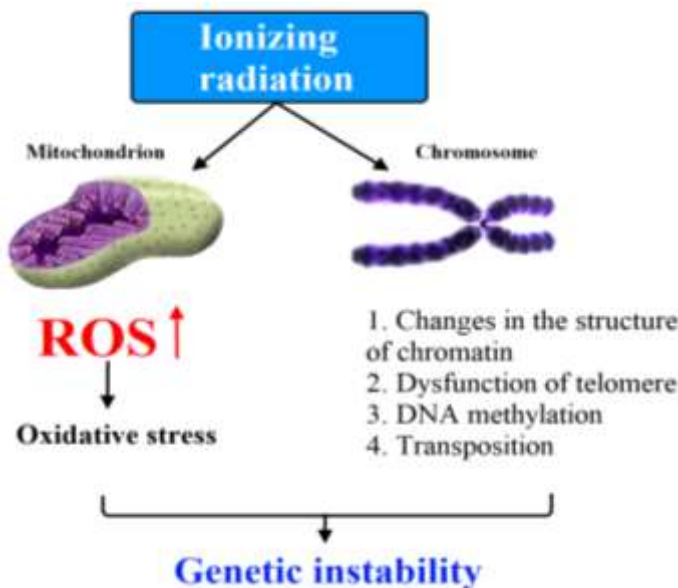 Ionizing
radiation
Mitochondrion
Chromosome
ROS
Oxidative stress
1. Changes in the structure
of chromatin
2. Dysfunction of telomere
3. DNA methylation
4. Transposition
Genetic instability